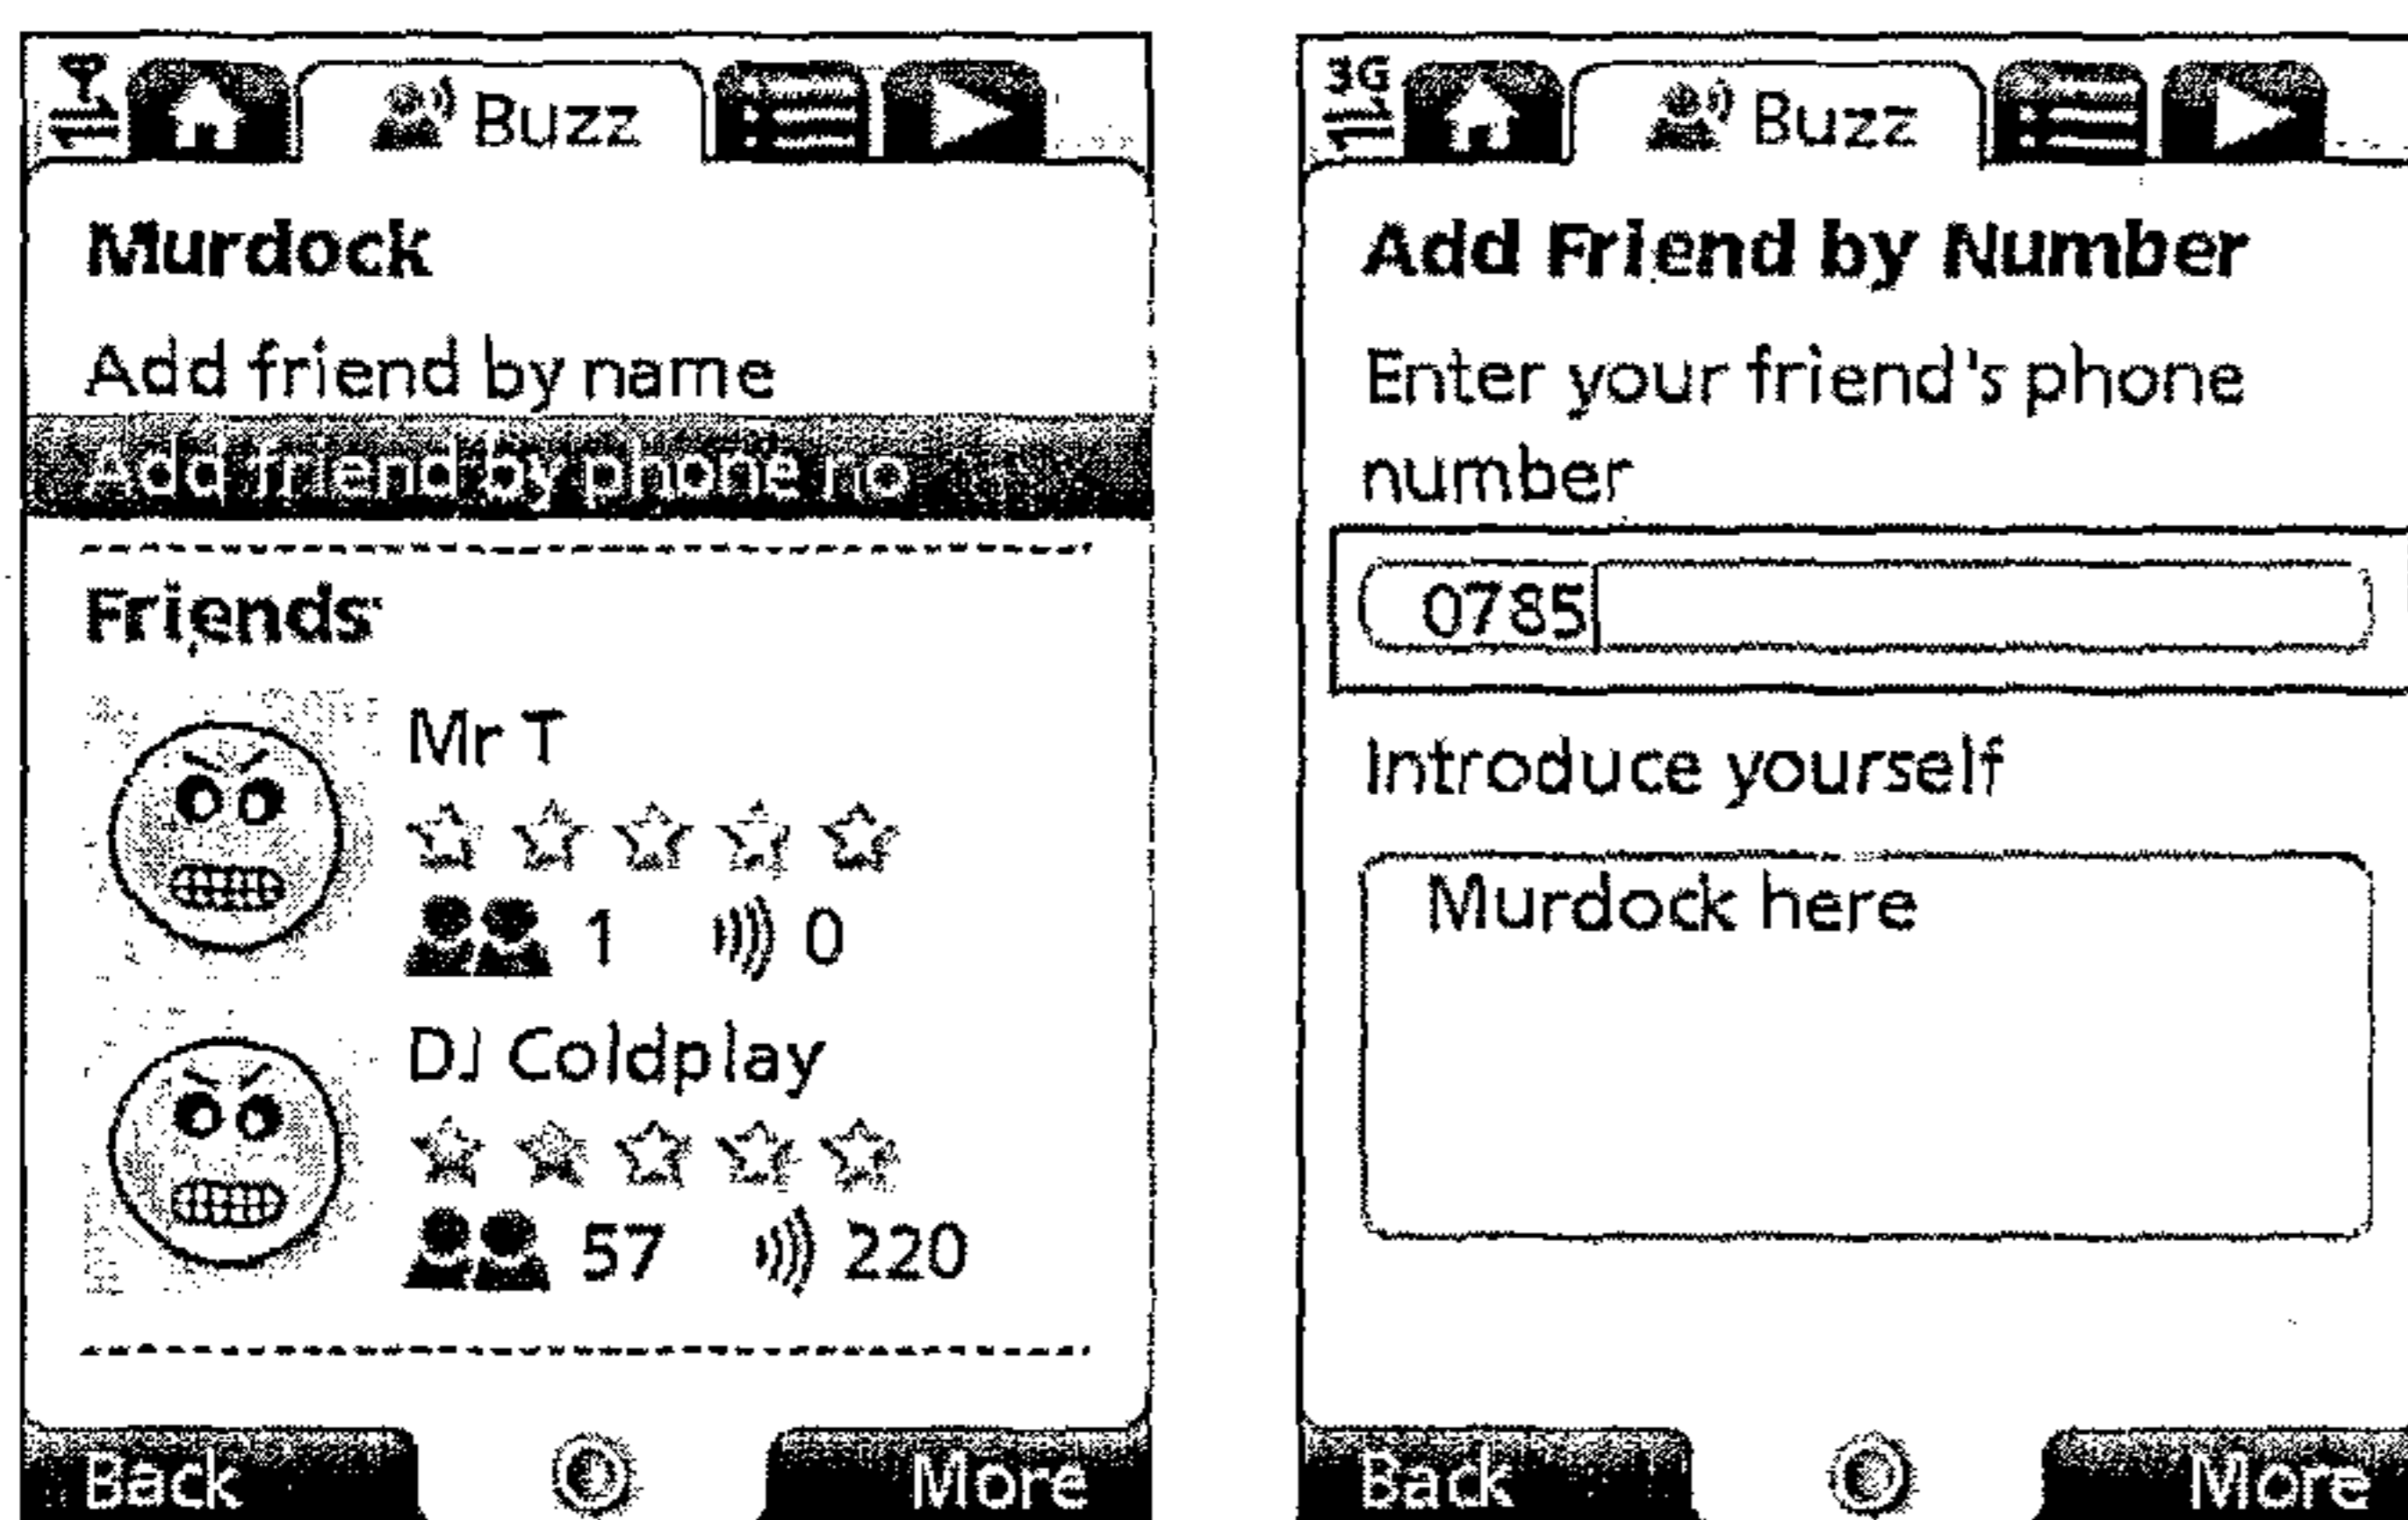 Buzz
Murdock
Add friend by name
Add friend by phone no
Friends
Mr T
1 0
DJ Coldplay
57 220
Back More
3G
Buzz
Add Friend by Number
Enter your friend's phone
number
0785
Introduce yourself
Murdock here
Back More